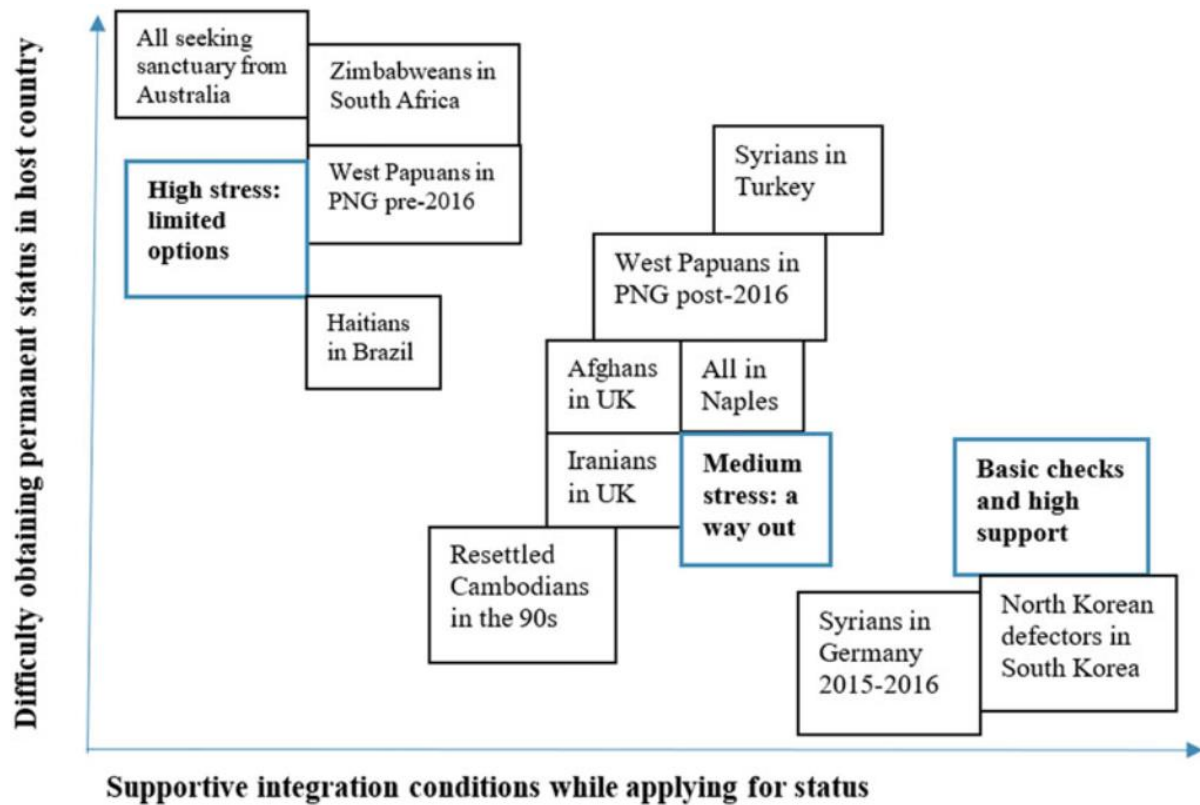 Difficulty obtaining permanent status in host country
All seeking
sanctuary from
Australia
Zimbabweans in
South Africa
High stress:
limited
options
West Papuans in
PNG pre-2016
Haitians
in Brazil
Syrians in
Turkey
West Papuans in
PNG post-2016
Afghans
in UK
All in
Naples
Iranians
in UK
Medium
stress: a
way out
Resettled
Cambodians
in the 90s
Basic checks
and high
support
Syrians in
Germany
2015-2016
North Korean
defectors in
South Korea
Supportive integration conditions while applying for status